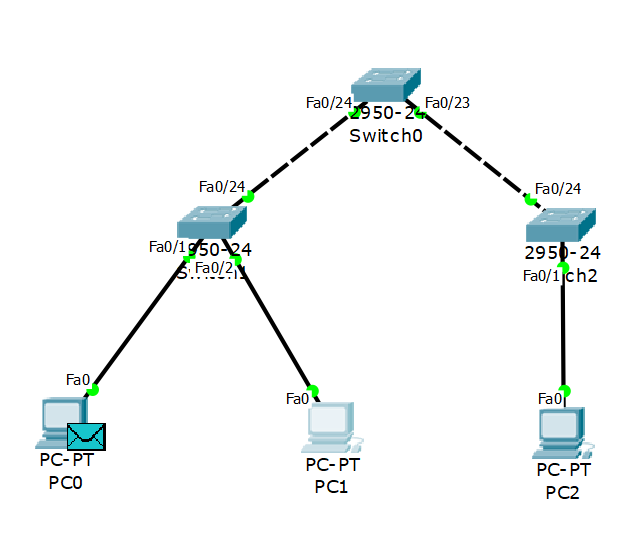 Fa0/24
Fa0/23
2950-24
Switch0
Fa0/24
Fa0/24
Fa0/1
950-24
Fa0/2
2950-24
Fa0/1
ch2
Fa0
Fa0
Fa0
PC-PT
PC0
PC-PT
PC1
PC-PT
PC2